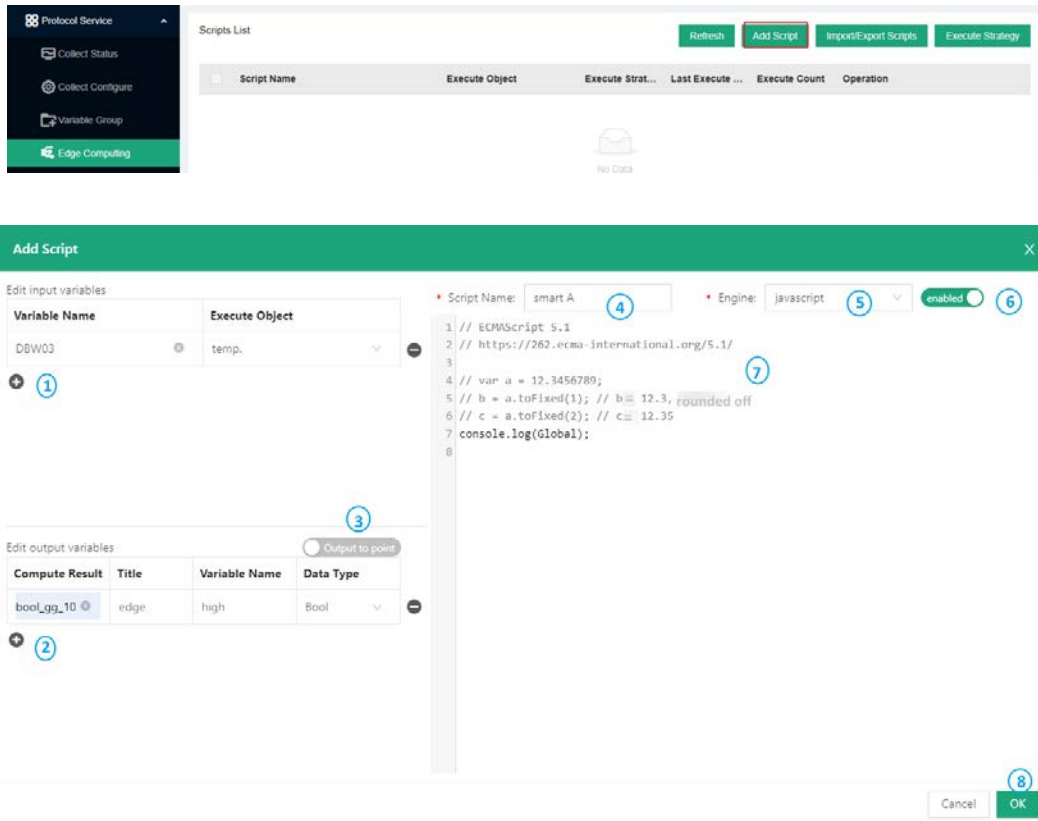 Protocol Service
Scripts List
Refresh Add Script Import/Export Scripts Execute Strategy
Collect Status
Script Name Execute Object Execute Strat... Last Execute ... Execute Count Operation
Collect Configure
Variable Group
Edge Computing
No Data
Add Script X
Edit input variables
Variable Name Execute Object
DBW03 temp.
1
Script Name: smart A 4 * Engine: javascript 5 enabled 6
1 // ECMAScript 5.1
2 // https://262.ecma-international.org/5.1/
3
7
4 // var a = 12.3456789;
5 // b = a.toFixed(1); // b= 12.3, rounded off
6 // c = a.toFixed(2); // c= 12.35
7 console.log(Global);
8
3
Edit output variables Output to point
Compute Result Title Variable Name Data Type
bool_gg_10 edge high Bool
2
8
Cancel OK